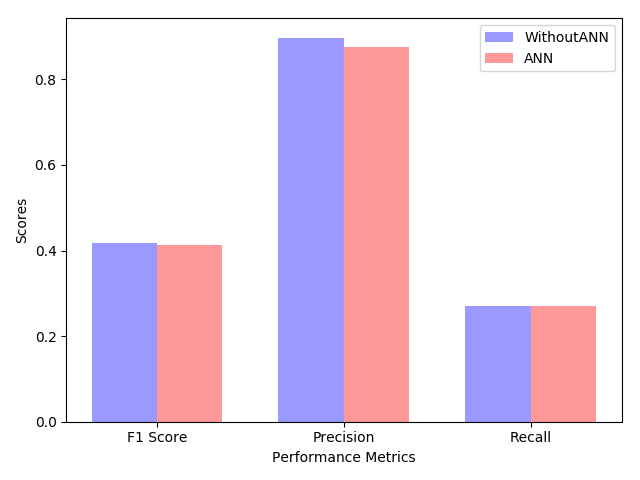 WithoutANN
ANN
Scores
0.8
0.6
0.4
0.2
0.0
F1 Score
Precision
Recall
Performance Metrics